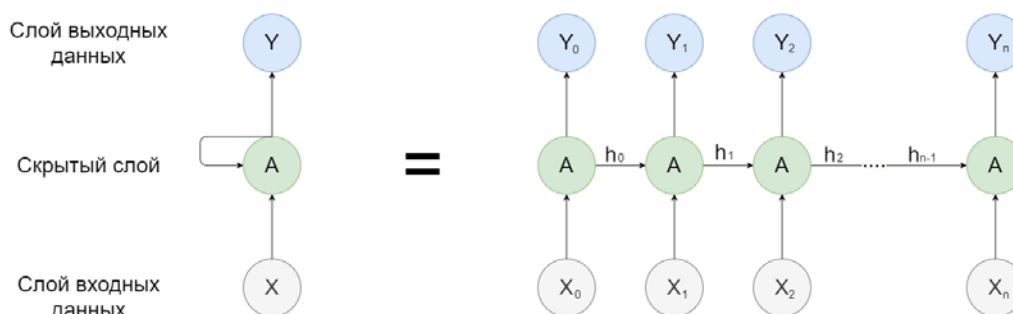 Слой выходных
данных
Y
Y₀
Y₁
Y₂
Yₙ
Скрытый слой
A
=
A
h₀
A
h₁
A
h₂
....
hₙ₋₁
A
Слой входных
данных
X
X₀
X₁
X₂
Xₙ